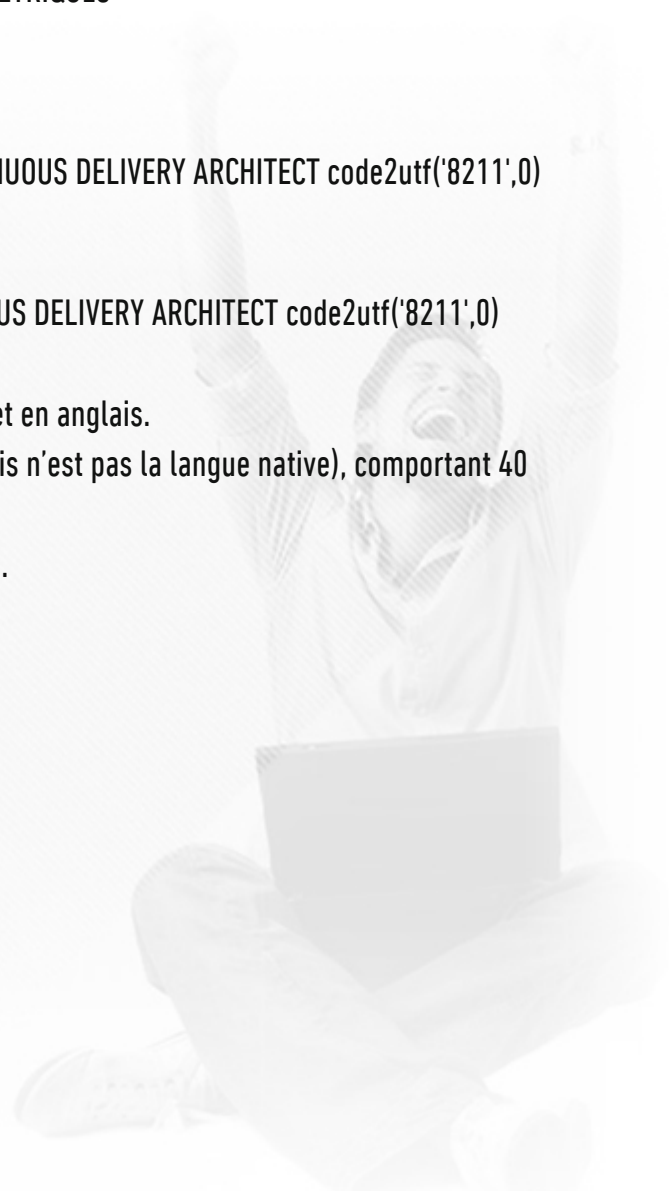 NUOUS DELIVERY ARCHITECT code2utf('8211',0)
US DELIVERY ARCHITECT code2utf('8211',0)
et en anglais.
is n’est pas la langue native), comportant 40
.